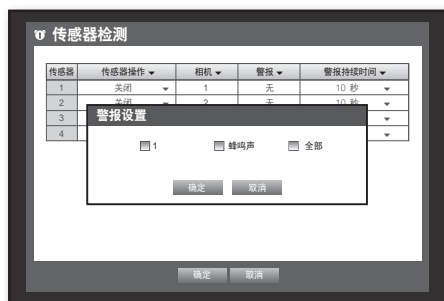 传感器检测
传感器 传感器操作 相机 警报 警报持续时间
1 关闭 1 无 10 秒
2 关闭 2 无 10 秒
3
4
警报设置
1 蜂鸣声 全部
确定 取消
确定 取消